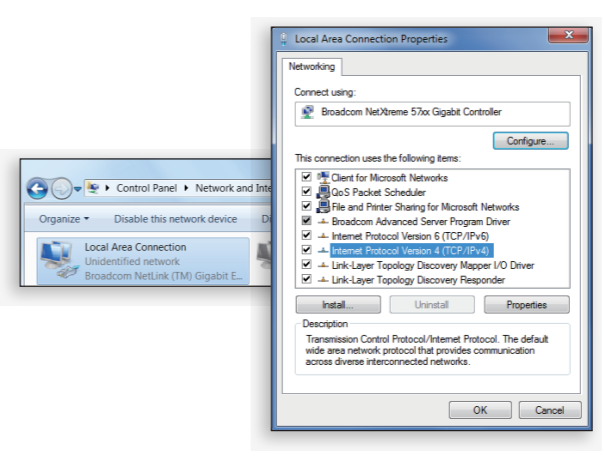 Control Panel Network and Inte
Organize Disable this network device Di
Local Area Connection
Unidentified network
Broadcom NetLink (TM) Gigabit E...
Local Area Connection Properties
Networking
Connect using:
Broadcom NetXtreme 57xx Gigabit Controller
Configure...
This connection uses the following items:
Client for Microsoft Networks
QoS Packet Scheduler
File and Printer Sharing for Microsoft Networks
Broadcom Advanced Server Program Driver
Internet Protocol Version 6 (TCP/IPv6)
Internet Protocol Version 4 (TCP/IPv4)
Link-Layer Topology Discovery Mapper I/O Driver
Link-Layer Topology Discovery Responder
Install... Uninstall Properties
Description
Transmission Control Protocol/Internet Protocol. The default
wide area network protocol that provides communication
across diverse interconnected networks.
OK Cancel